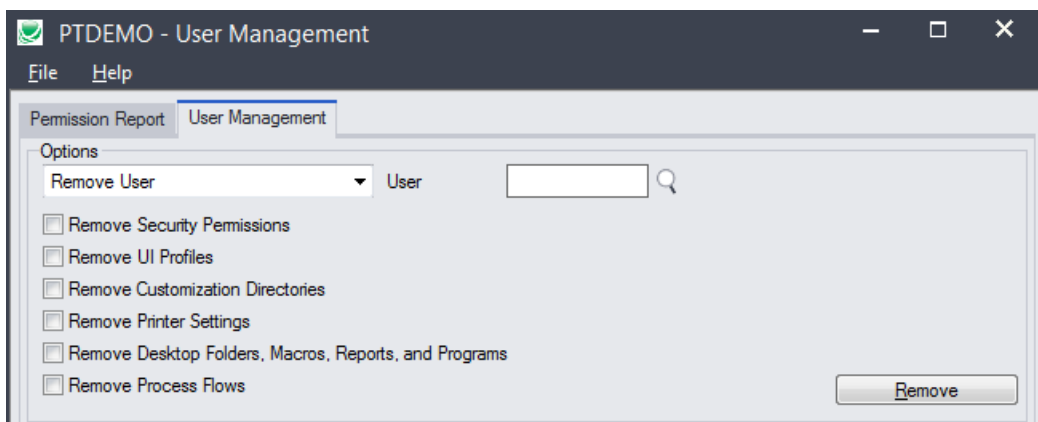 PTDEMO - User Management
File Help
Permission Report User Management
Options
Remove User User
Remove Security Permissions
Remove UI Profiles
Remove Customization Directories
Remove Printer Settings
Remove Desktop Folders, Macros, Reports, and Programs
Remove Process Flows
Remove